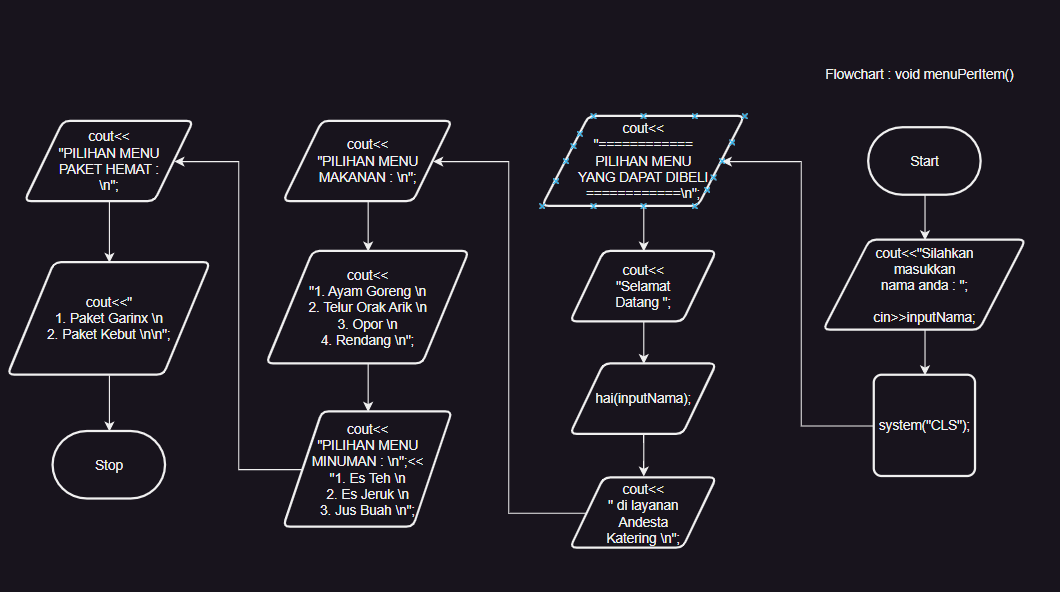 Flowchart : void menuPerItem()
Start
cout<<"Silahkan
masukkan
nama anda : ";
cin>>inputNama;
system("CLS");
cout<<
"============
PILIHAN MENU
YANG DAPAT DIBELI
============\n";
cout<<
"Selamat
Datang ";
hai(inputNama);
cout<<
" di layanan
Andesta
Katering \n";
cout<<
"PILIHAN MENU
MAKANAN : \n";
cout<<
"1. Ayam Goreng \n
2. Telur Orak Arik \n
3. Opor \n
4. Rendang \n";
cout<<
"PILIHAN MENU
MINUMAN : \n";<<
"1. Es Teh \n
2. Es Jeruk \n
3. Jus Buah \n";
cout<<
"PILIHAN MENU
PAKET HEMAT :
\n";
cout<<"
1. Paket Garinx \n
2. Paket Kebut \n\n";
Stop